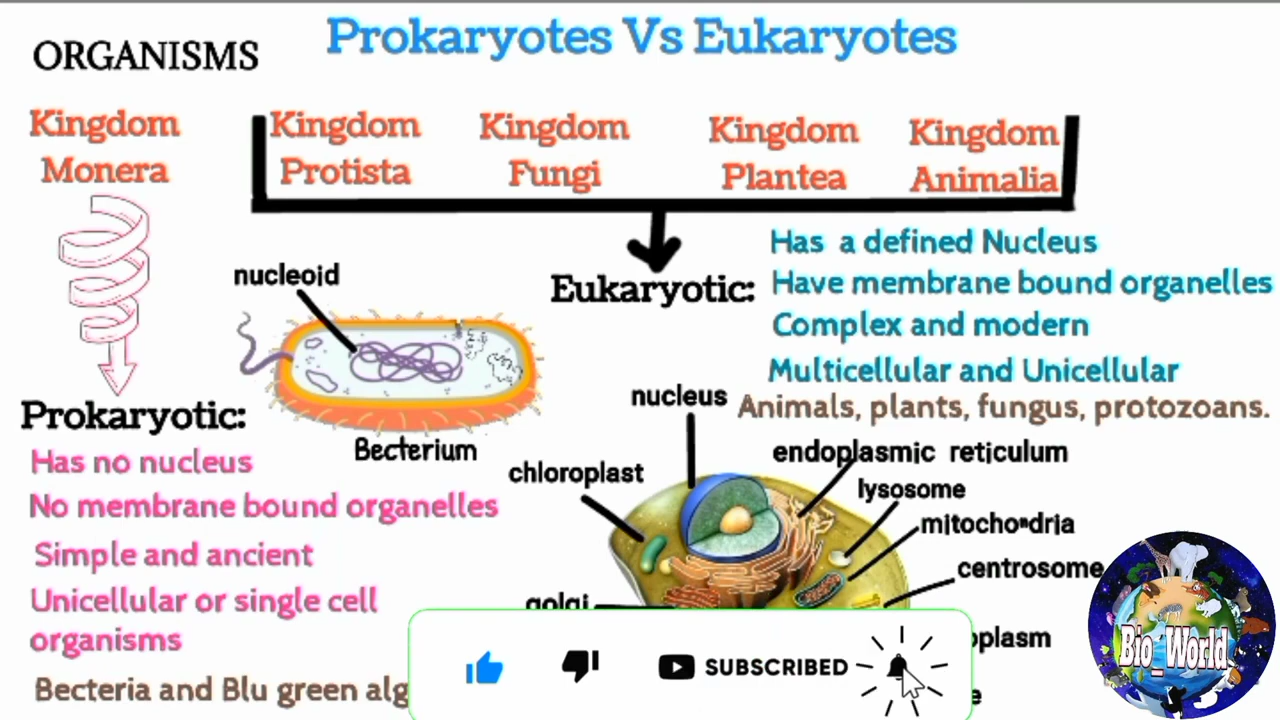 Prokaryotes Vs Eukaryotes
ORGANISMS
Kingdom
Monera
Kingdom
Protista
Kingdom
Fungi
Kingdom
Plantea
Kingdom
Animalia
nucleoid
Becterium
Prokaryotic:
Has no nucleus
No membrane bound organelles
Simple and ancient
Unicellular or single cell
organisms
Becteria and Blu green alg
Eukaryotic:
Has a defined Nucleus
Have membrane bound organelles
Complex and modern
Multicellular and Unicellular
Animals, plants, fungus, protozoans.
nucleus
chloroplast
endoplasmic reticulum
lysosome
mitochondria
centrosome
golgi
oplasm
e
SUBSCRIBED
Bio_World